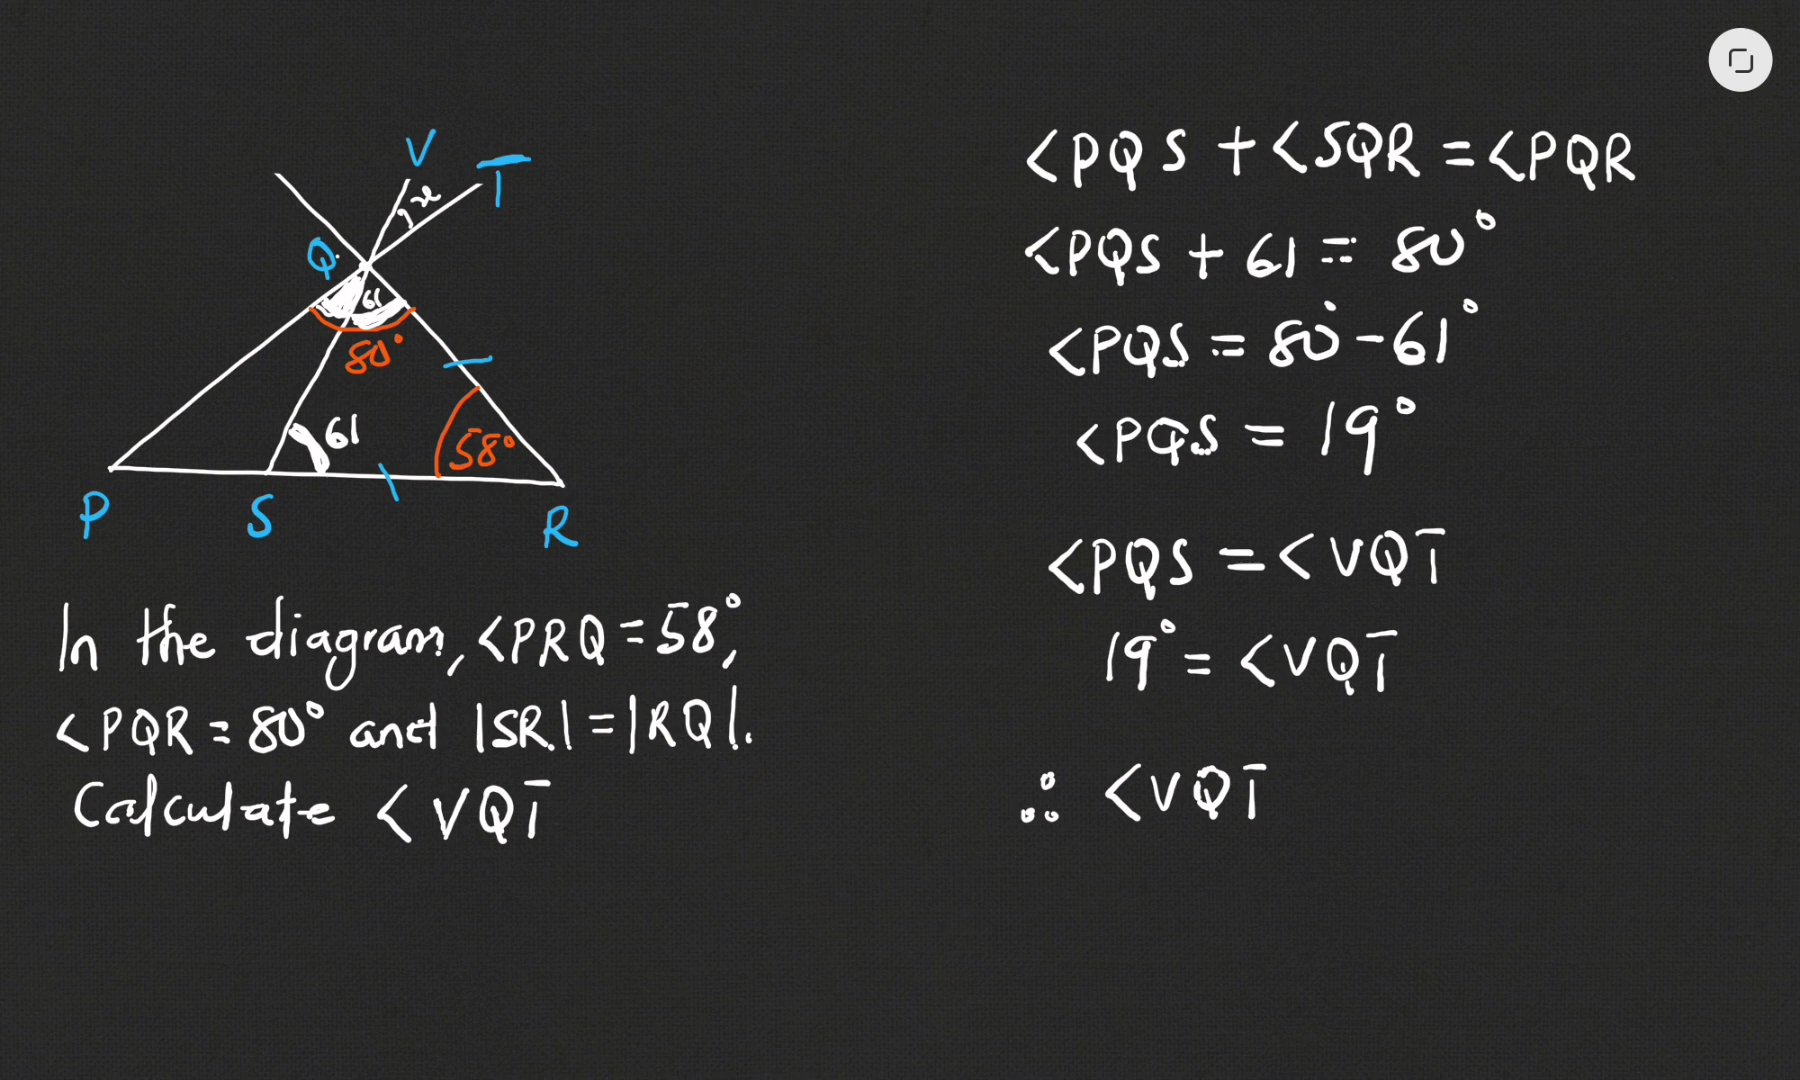 V
T
x
Q
61
80°
61
58°
P
S
R
In the diagram, <PRQ = 58°,
<PQR = 80° and |SR| = |RQ|.
Calculate <VQT
<PQS + <SQR = <PQR
<PQS + 61 = 80°
<PQS = 80° - 61°
<PQS = 19°
<PQS = <VQT
19° = <VQT
∴ <VQT